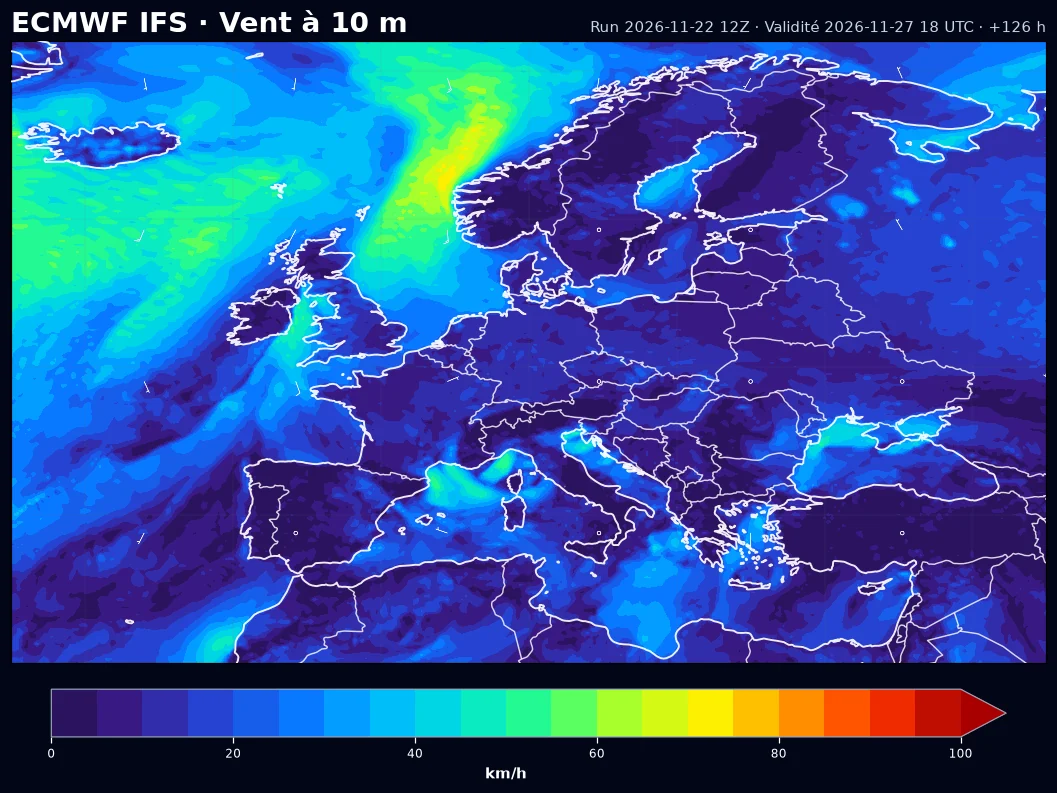 ECMWF IFS · Vent à 10 m
Run 2026-11-22 12Z · Validité 2026-11-27 18 UTC · +126 h
0 20 40 60 80 100
km/h